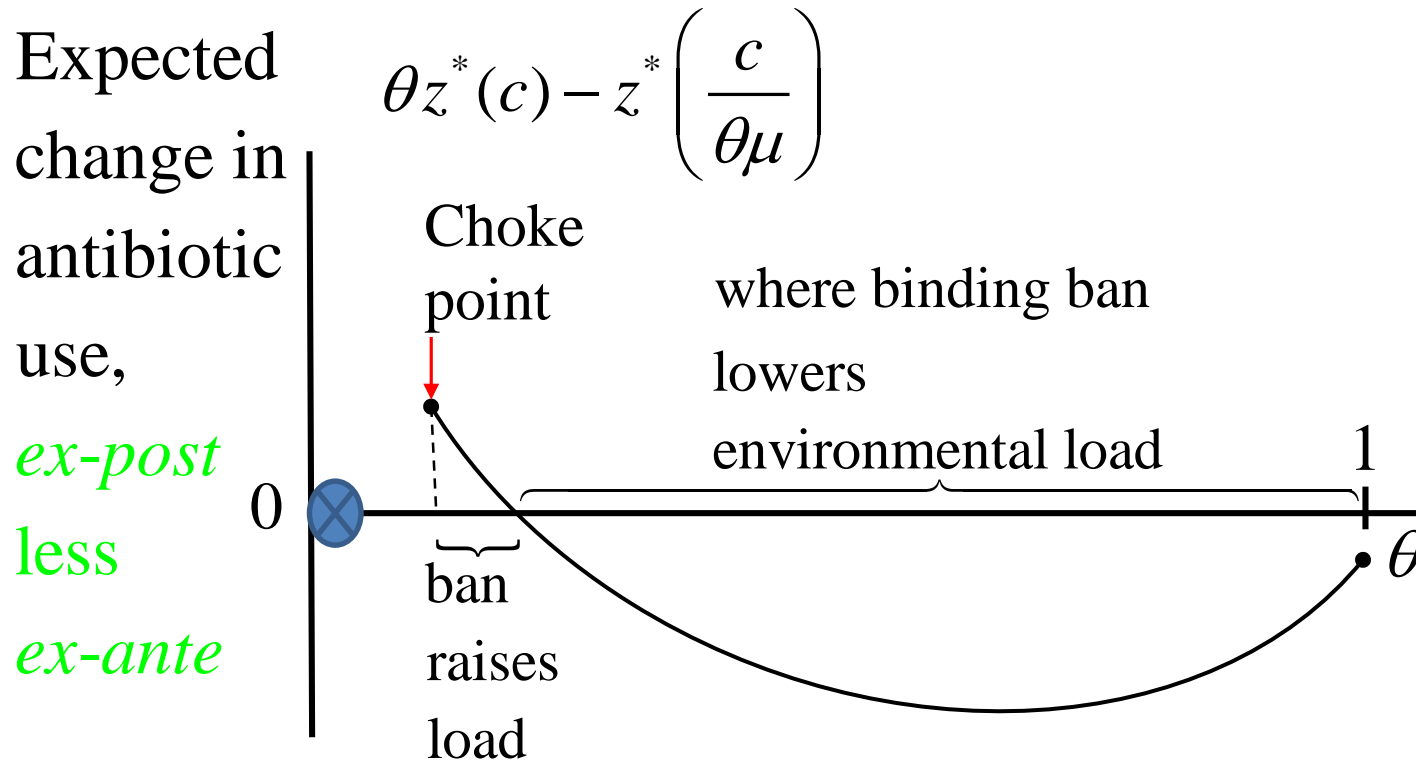 Expected
change in
antibiotic
use,
ex-post
less
ex-ante
θz*(c) − z*(c/θμ)
Choke
point
where binding ban
lowers
environmental load
1
0
θ
ban
raises
load